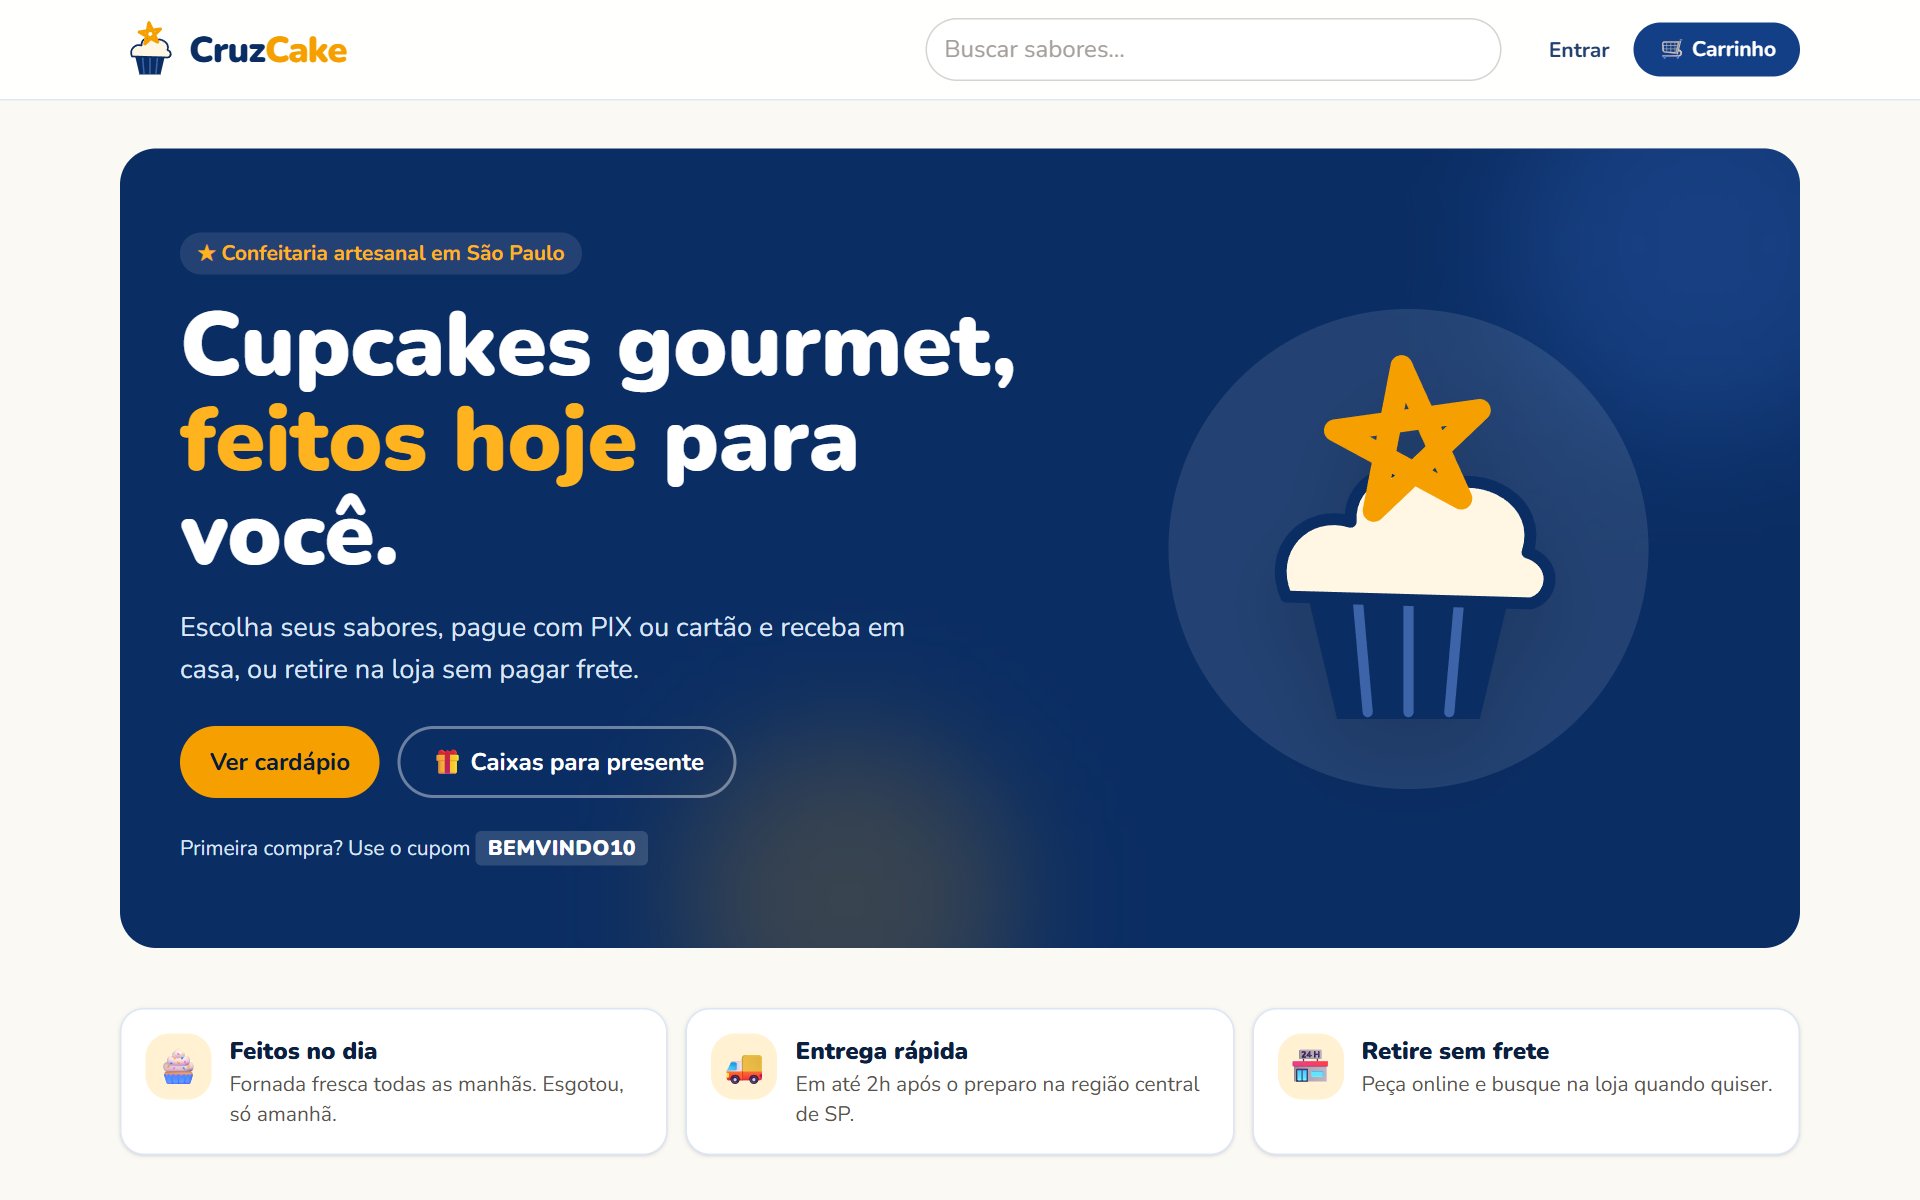 CruzCake
Buscar sabores...
Entrar
Carrinho
★ Confeitaria artesanal em São Paulo
Cupcakes gourmet,
feitos hoje para
você.
Escolha seus sabores, pague com PIX ou cartão e receba em
casa, ou retire na loja sem pagar frete.
Ver cardápio
Caixas para presente
Primeira compra? Use o cupom BEMVINDO10
Feitos no dia
Fornada fresca todas as manhãs. Esgotou,
só amanhã.
Entrega rápida
Em até 2h após o preparo na região central
de SP.
24 H
Retire sem frete
Peça online e busque na loja quando quiser.